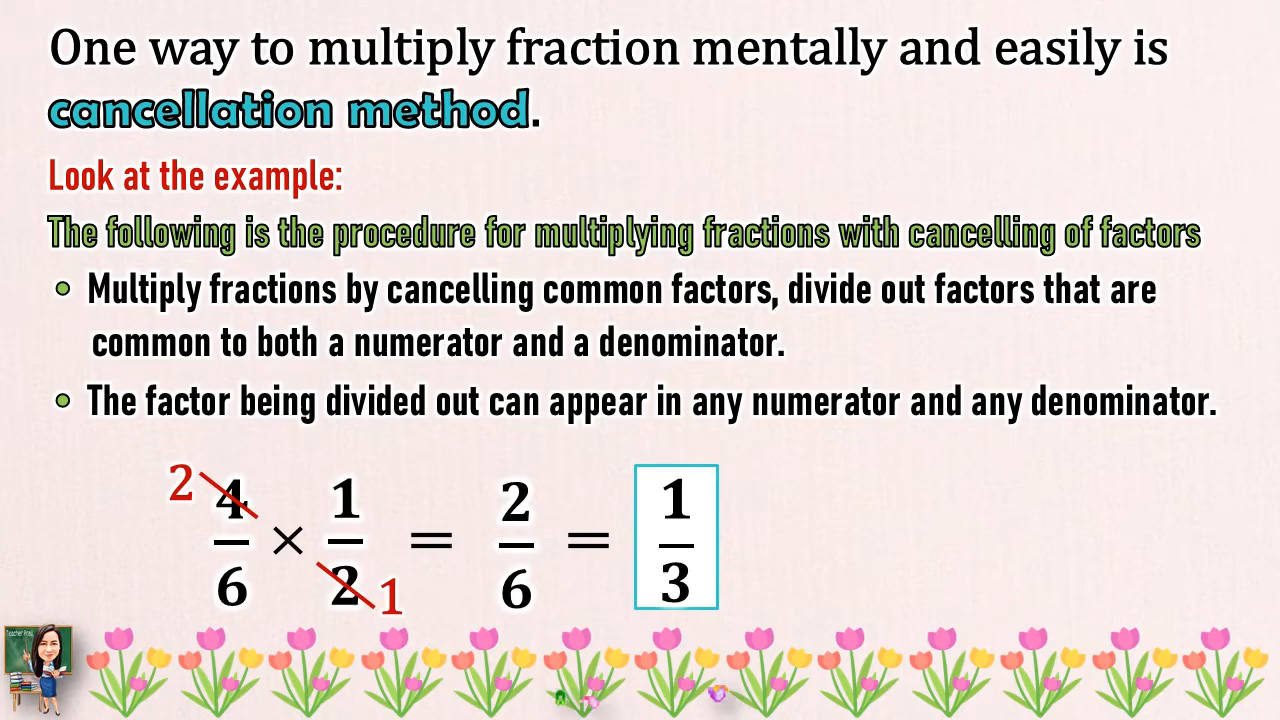 One way to multiply fraction mentally and easily is
cancellation method.
Look at the example:
The following is the procedure for multiplying fractions with cancelling of factors
Multiply fractions by cancelling common factors, divide out factors that are
common to both a numerator and a denominator.
The factor being divided out can appear in any numerator and any denominator.
2 4 1 2 1
× = =
6 2 1 6 3
Teacher